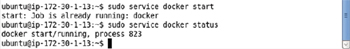 ubuntu@ip-172-30-1-13:~$ sudo service docker start
start: Job is already running: docker
ubuntu@ip-172-30-1-13:~$ sudo service docker status
docker start/running, process 823
ubuntu@ip-172-30-1-13:~$